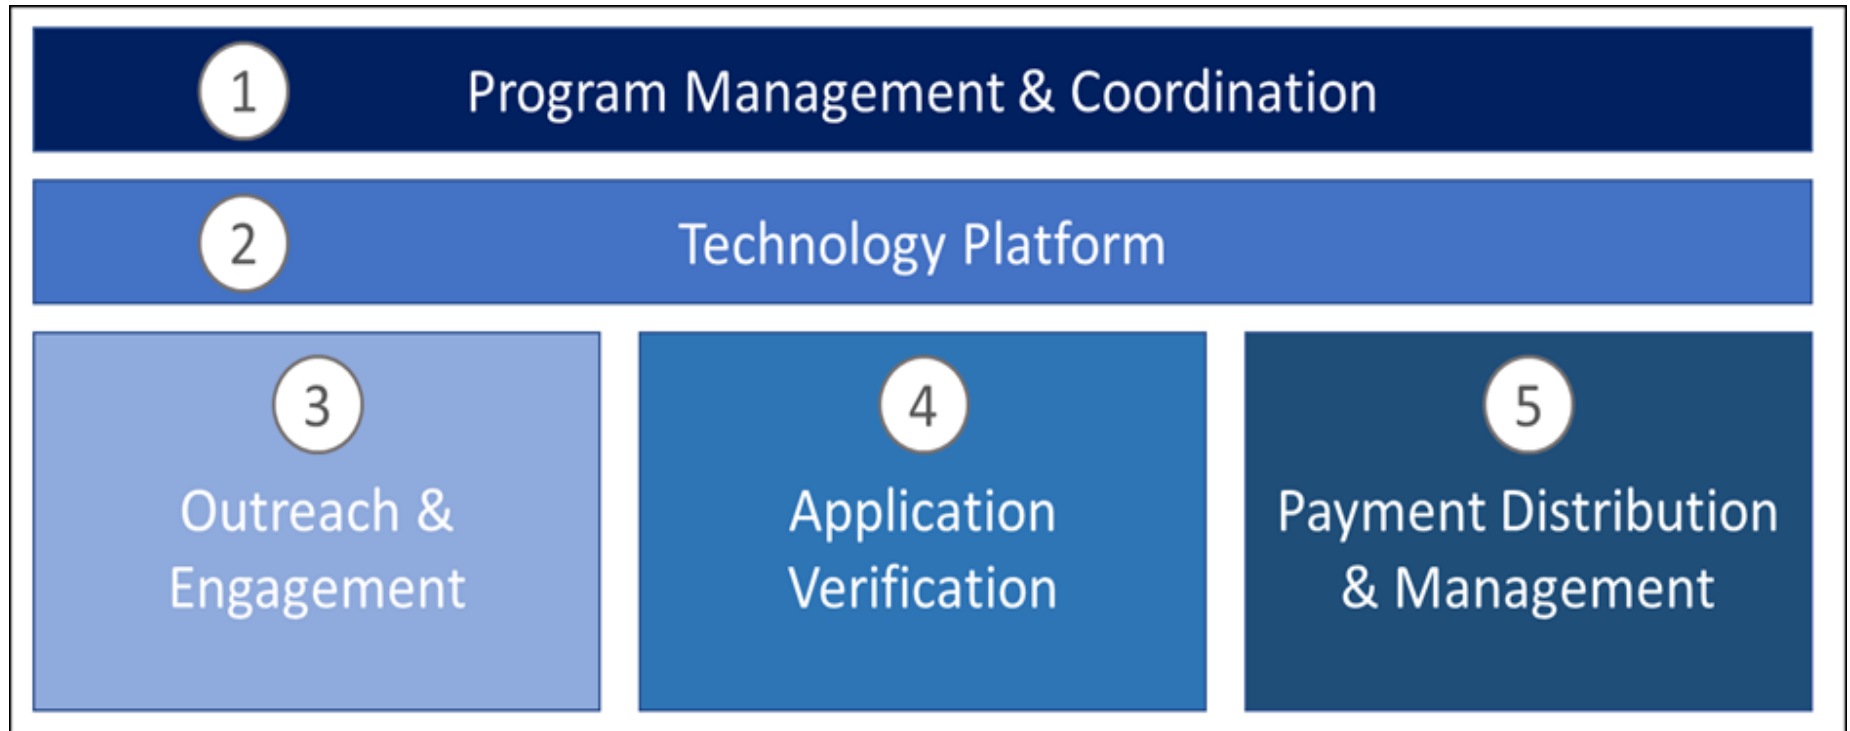 1 Program Management & Coordination
2 Technology Platform
3
Outreach &
Engagement
4
Application
Verification
5
Payment Distribution
& Management